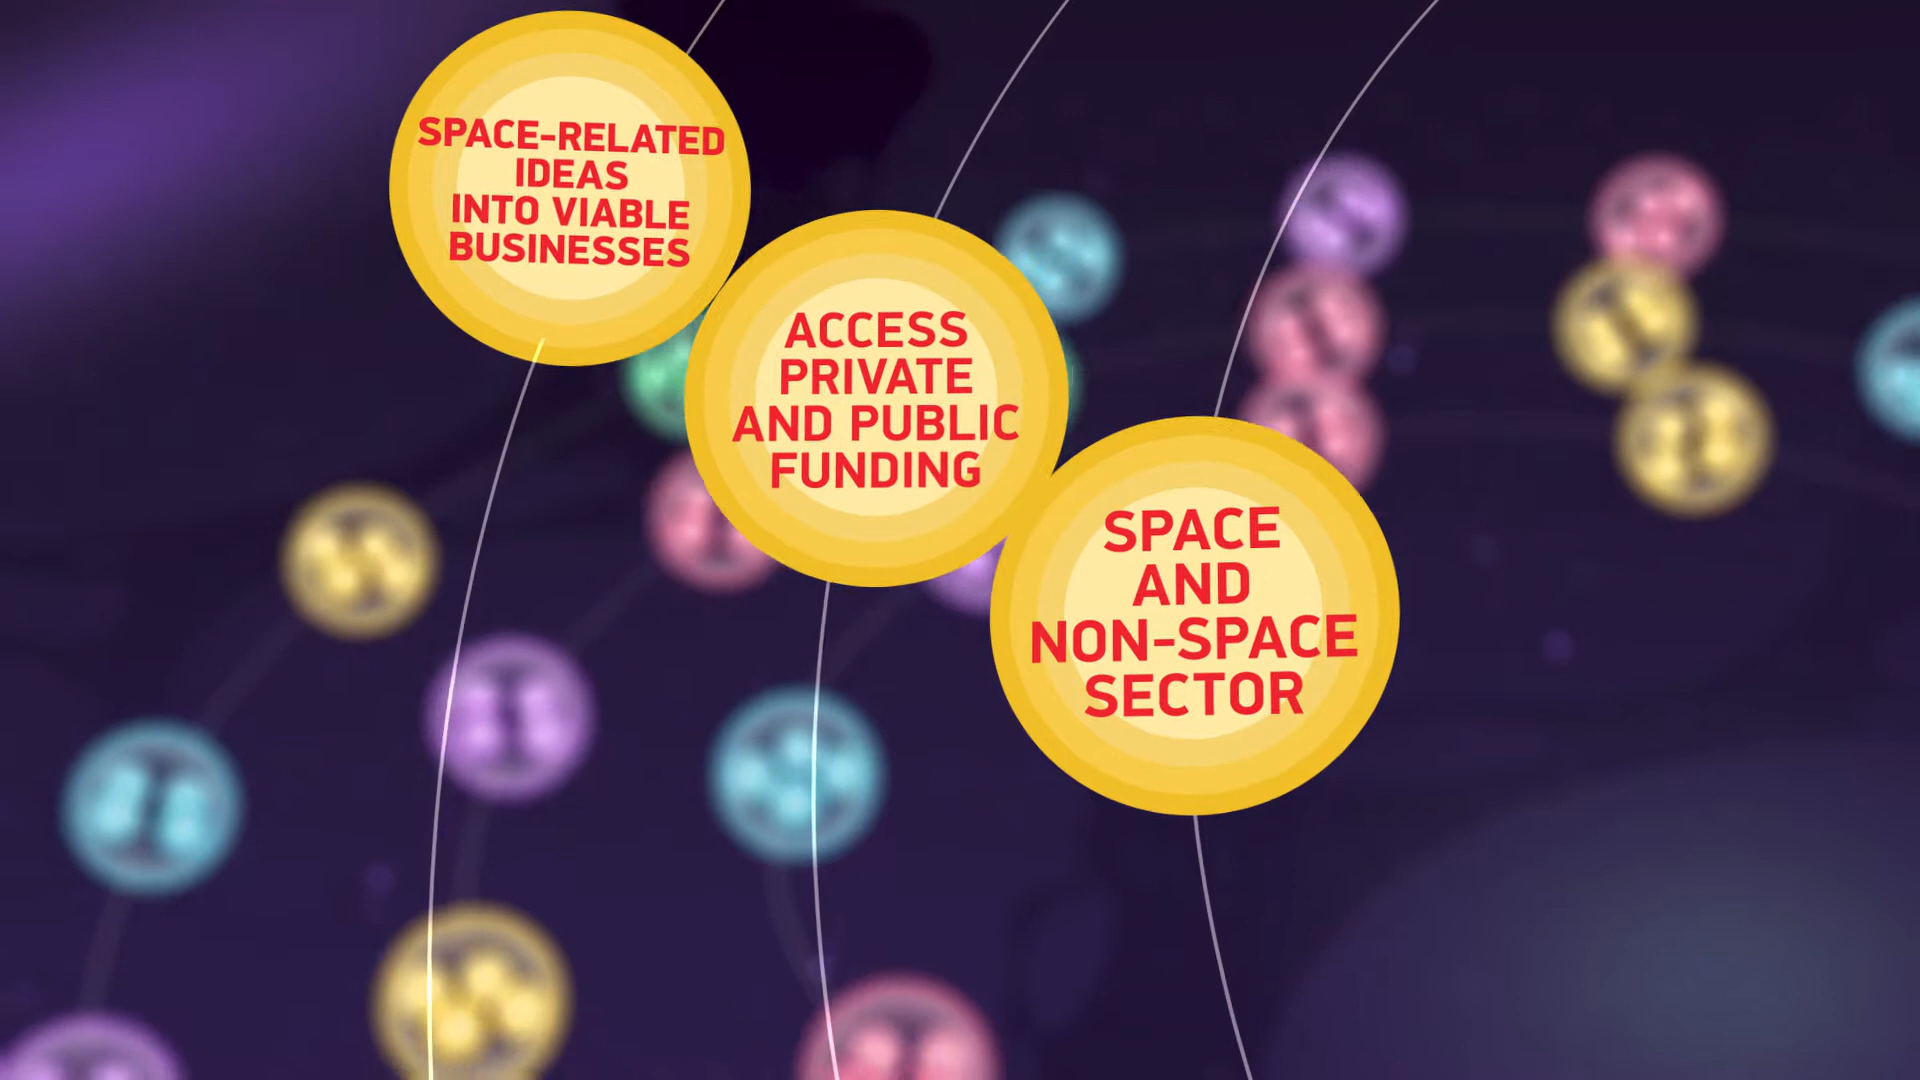 SPACE-RELATED
IDEAS
INTO VIABLE
BUSINESSES
ACCESS
PRIVATE
AND PUBLIC
FUNDING
SPACE
AND
NON-SPACE
SECTOR